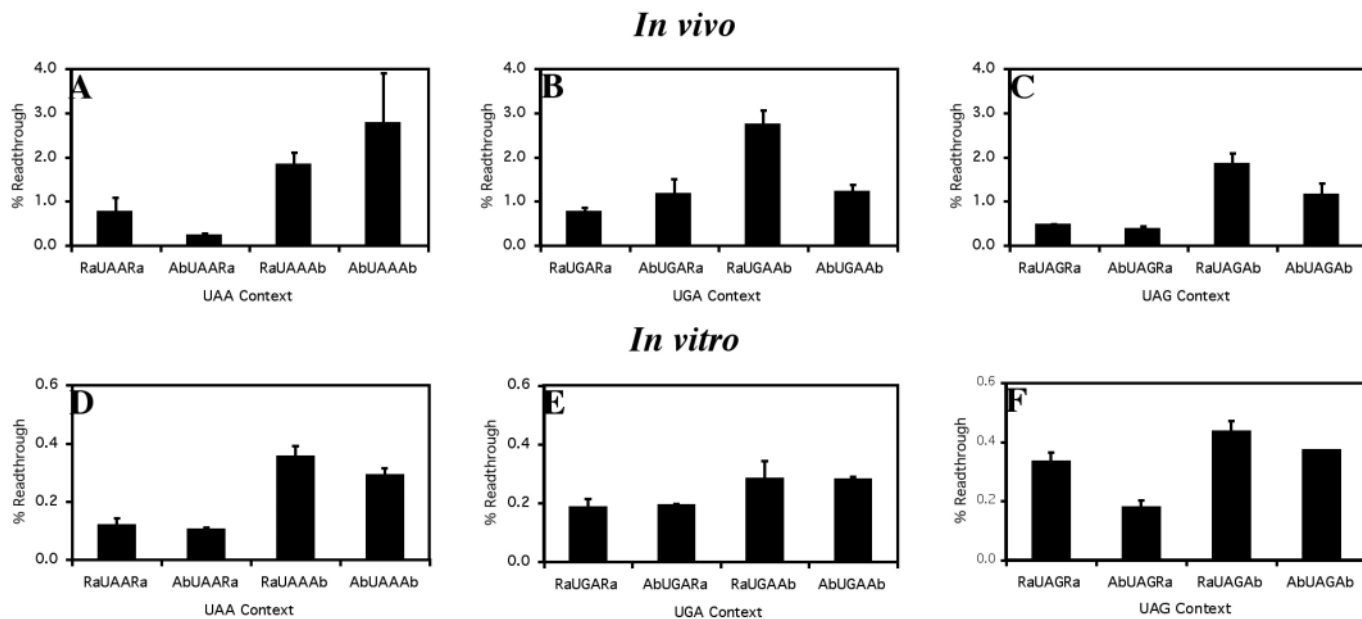 In vivo
A
% Readthrough
4.0
3.0
2.0
1.0
0.0
RaUAARa AbUAARa RaUAAAb AbUAAAb
UAA Context
B
% Readthrough
4.0
3.0
2.0
1.0
0.0
RaUGARa AbUGARa RaUGAAb AbUGAAb
UGA Context
C
% Readthrough
4.0
3.0
2.0
1.0
0.0
RaUAGRa AbUAGRa RaUAGAb AbUAGAb
UAG Context
In vitro
D
% Readthrough
0.6
0.4
0.2
0.0
RaUAARa AbUAARa RaUAAAb AbUAAAb
UAA Context
E
% Readthrough
0.6
0.4
0.2
0.0
RaUGARa AbUGARa RaUGAAb AbUGAAb
UGA Context
F
% Readthrough
0.6
0.4
0.2
0.0
RaUAGRa AbUAGRa RaUAGAb AbUAGAb
UAG Context